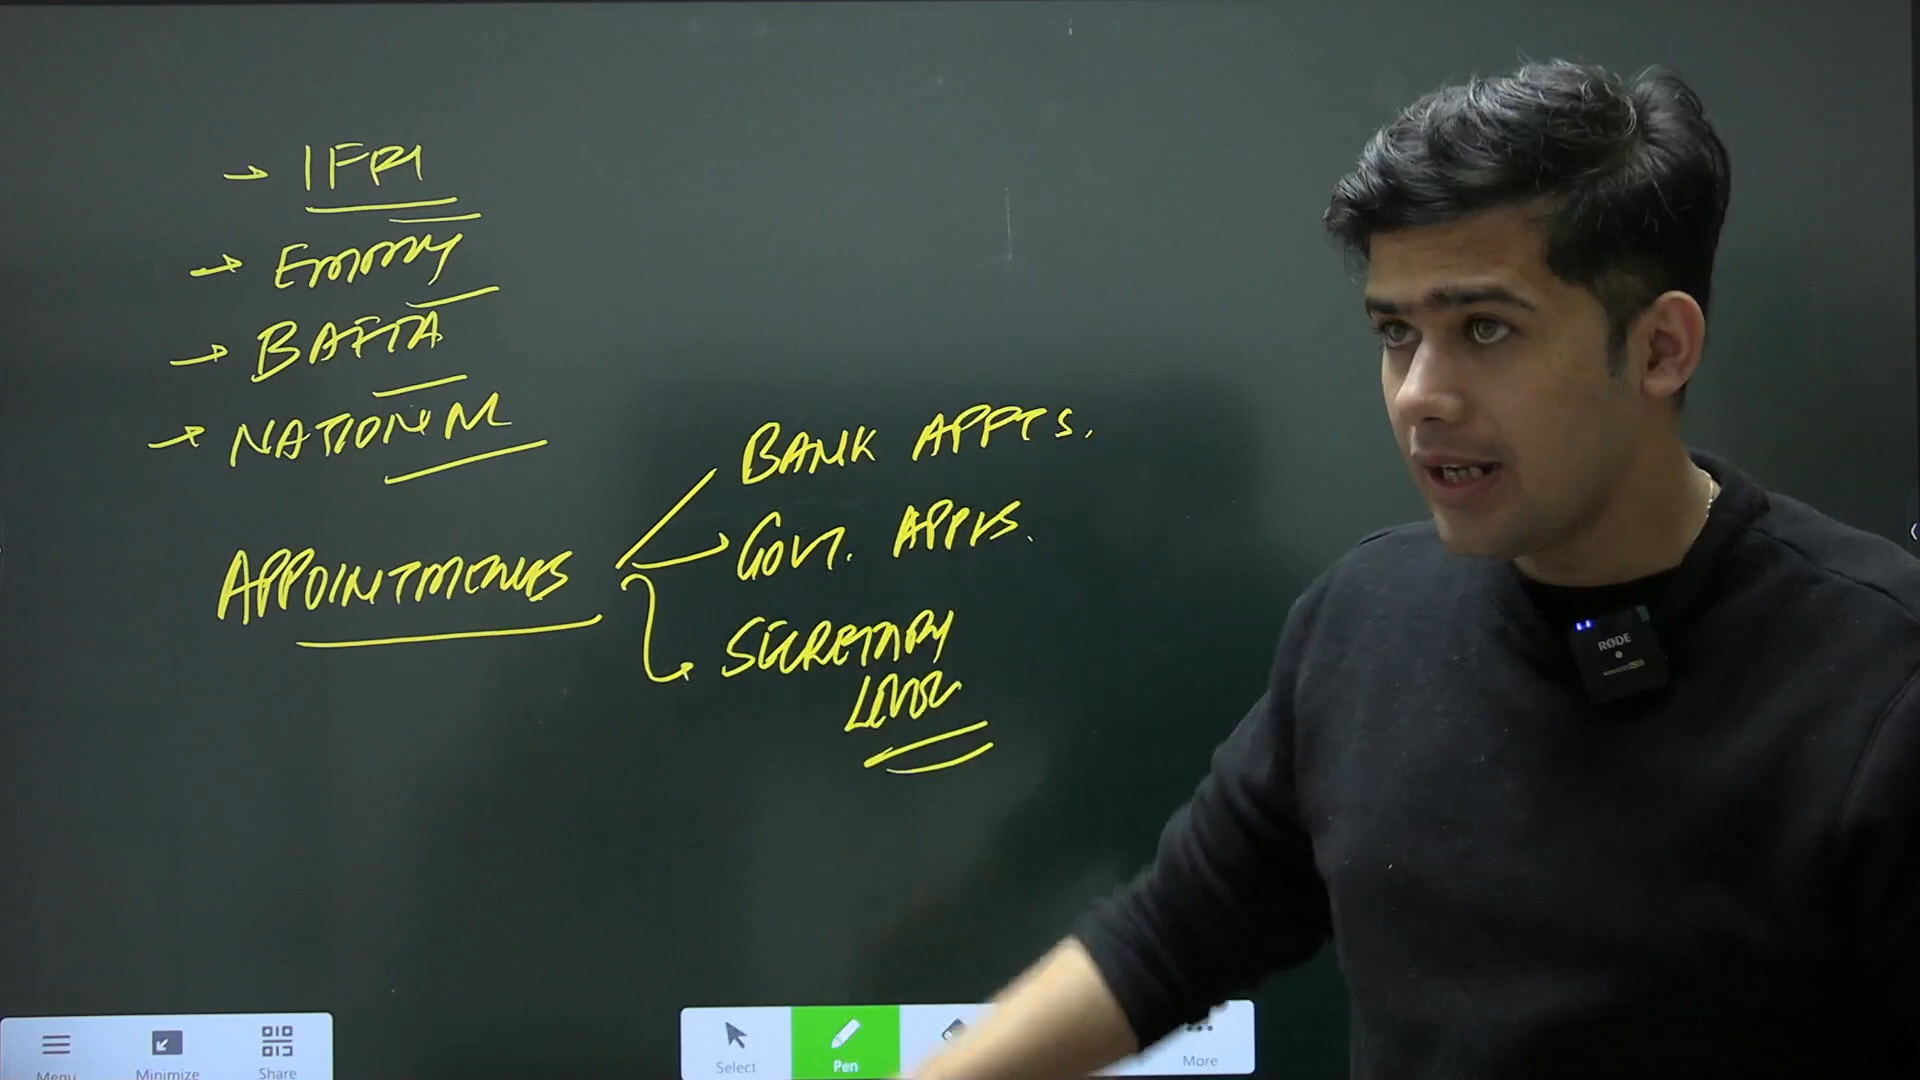 → IFFI
→ Emmy
→ BAFTA
→ NATIONAL
APPOINTMENTS
BANK APPTS.
→ GOVT. APPTS.
→ SECRETARY
LEVEL
RØDE
Menu
Minimize
Share
Select
Pen
More